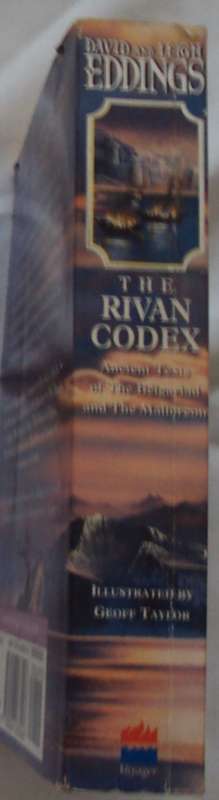 DAVID AND LEIGH
EDDINGS
THE
RIVAN
CODEX
Ancient Texts
of The Belgariad
and The Malloreon
ILLUSTRATED BY
GEOFF TAYLOR
Voyager